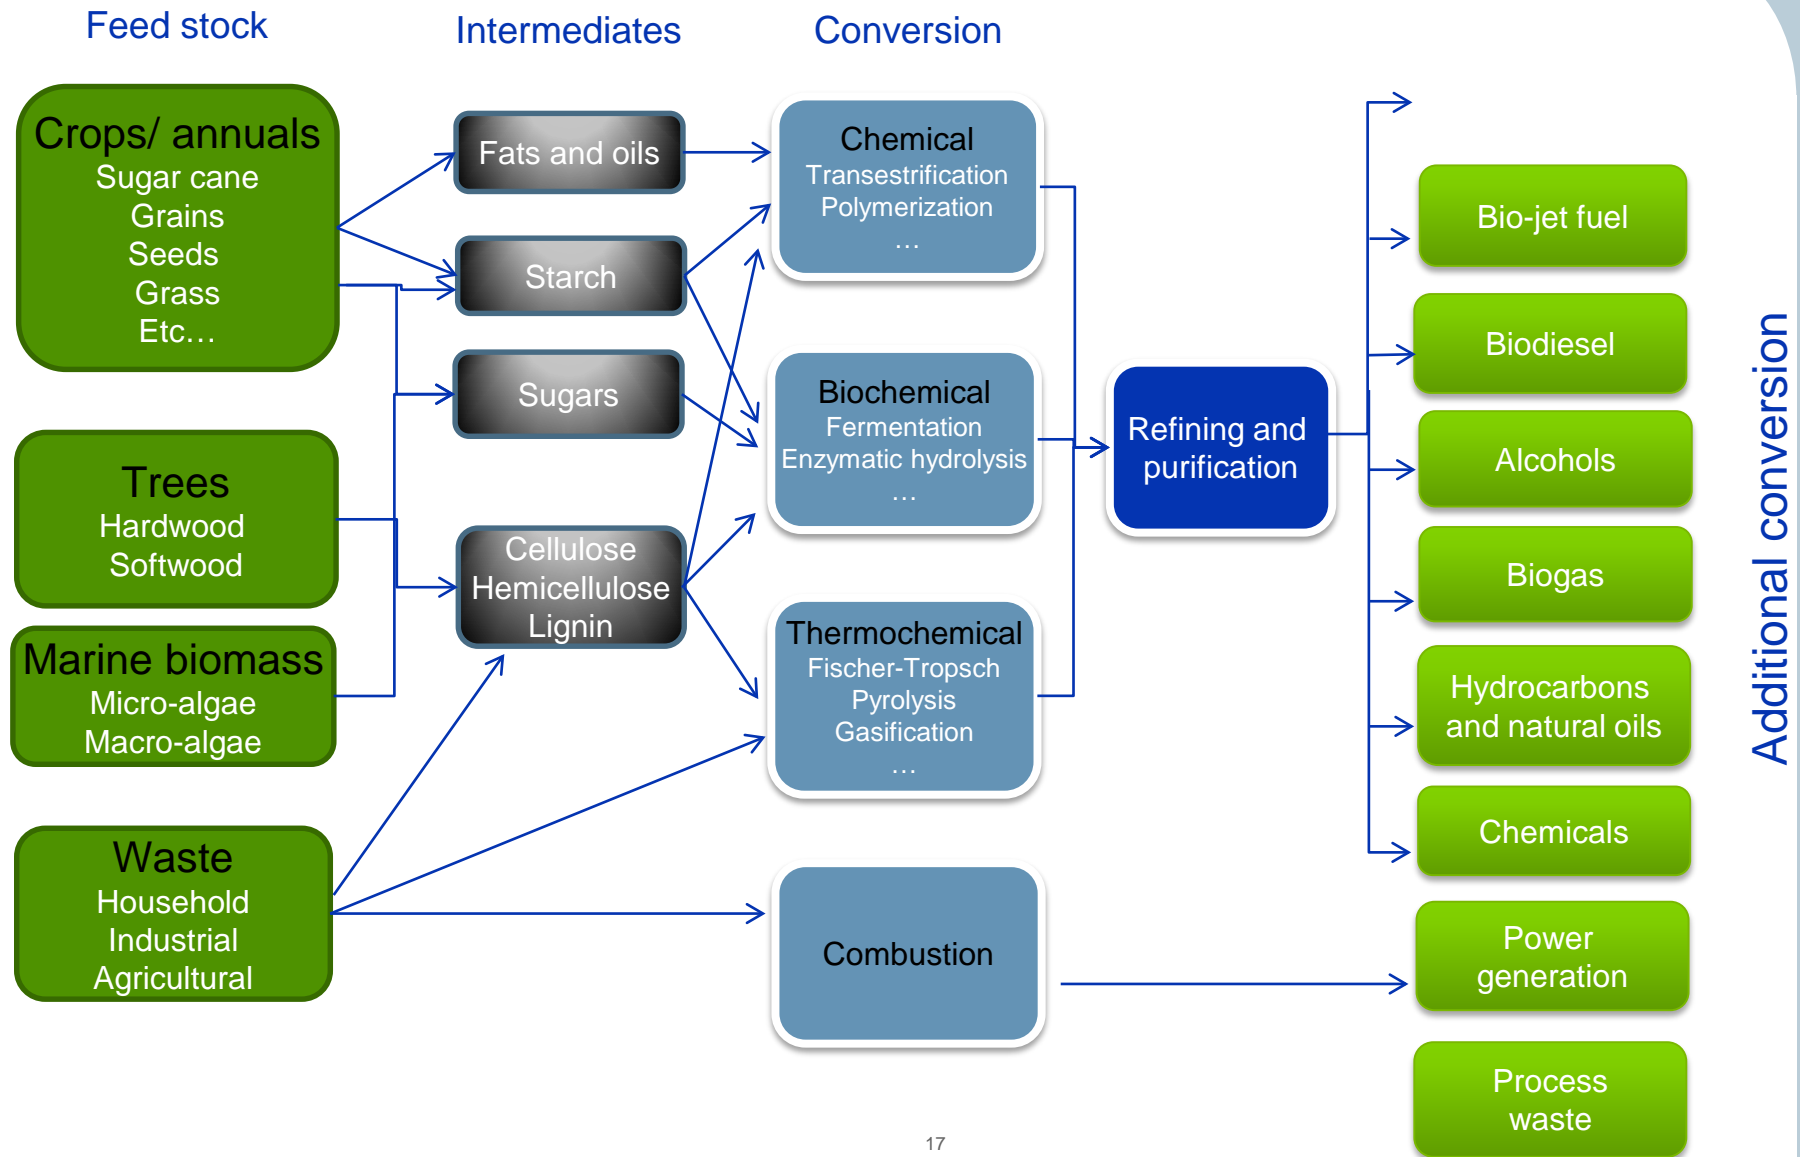 Feed stock
Intermediates
Conversion
Crops/ annuals
Sugar cane
Grains
Seeds
Grass
Etc…
Trees
Hardwood
Softwood
Marine biomass
Micro-algae
Macro-algae
Waste
Household
Industrial
Agricultural
Fats and oils
Starch
Sugars
Cellulose
Hemicellulose
Lignin
Chemical
Transestrification
Polymerization
…
Biochemical
Fermentation
Enzymatic hydrolysis
…
Thermochemical
Fischer-Tropsch
Pyrolysis
Gasification
…
Combustion
Refining and
purification
Bio-jet fuel
Biodiesel
Alcohols
Biogas
Hydrocarbons
and natural oils
Chemicals
Power
generation
Process
waste
Additional conversion
17